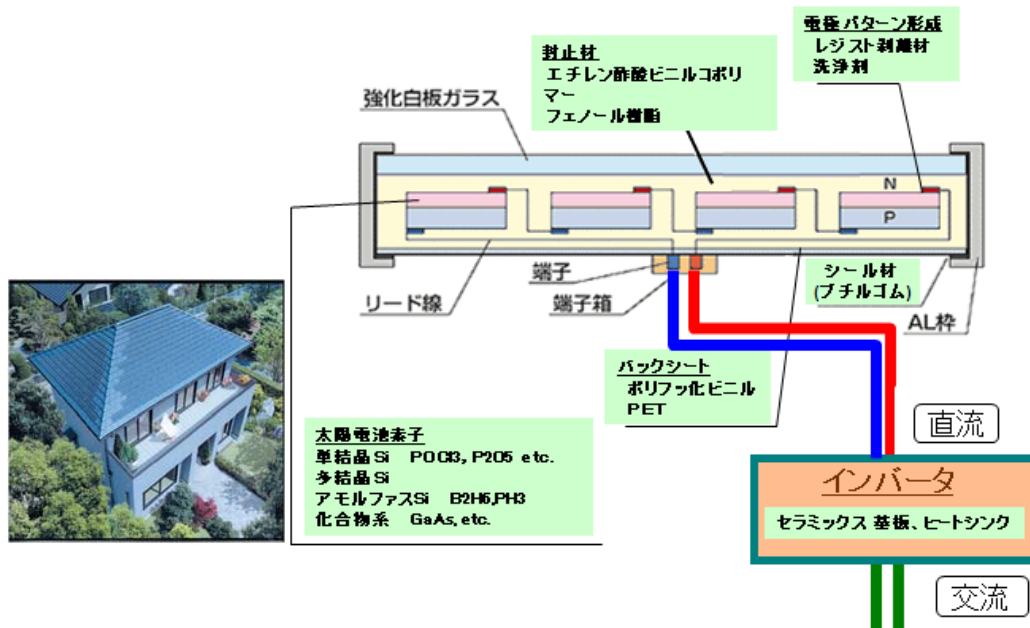 電極パターン形成
レジスト剥離材
洗浄剤
封止材
エチレン酢酸ビニルコポリ
マー
フェノール樹脂
強化白板ガラス
N
P
端子
リード線
端子箱
シール材
(ブチルゴム)
AL枠
バックシート
ポリフッ化ビニル
PET
太陽電池素子
単結晶Si POCl3, P2O5 etc.
多結晶Si
アモルファスSi B2H6,PH3
化合物系 GaAs,etc.
直流
インバータ
セラミックス基板、ヒートシンク
交流